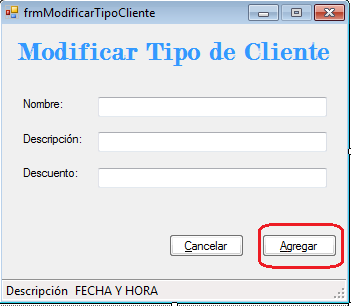 frmModificarTipoCliente
Modificar Tipo de Cliente
Nombre:
Descripción:
Descuento:
Cancelar Agregar
Descripción FECHA Y HORA